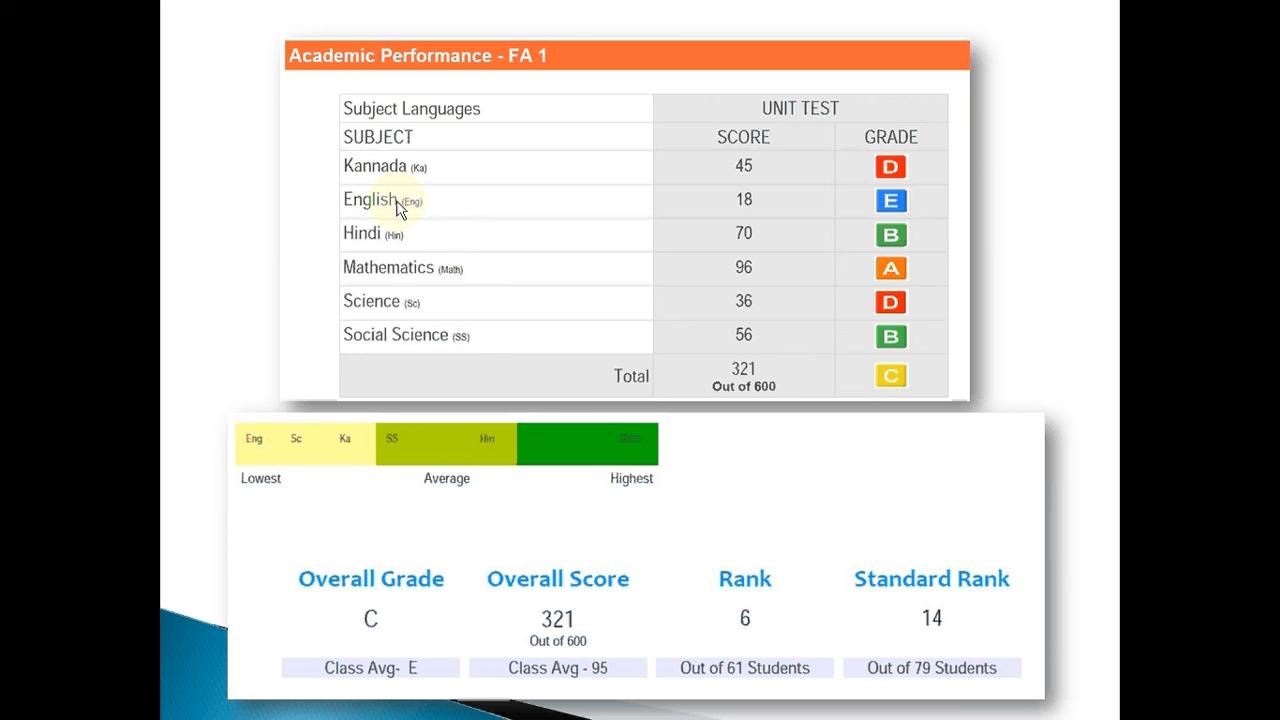 Academic Performance - FA 1
Subject Languages UNIT TEST
SUBJECT SCORE GRADE
Kannada (Ka) 45 D
English (Eng) 18 E
Hindi (Hin) 70 B
Mathematics (Math) 96 A
Science (Sc) 36 D
Social Science (SS) 56 B
Total 321 C
Out of 600
Eng Sc Ka SS Hin
Lowest Average Highest
Overall Grade Overall Score Rank Standard Rank
C 321 6 14
Out of 600
Class Avg- E Class Avg - 95 Out of 61 Students Out of 79 Students